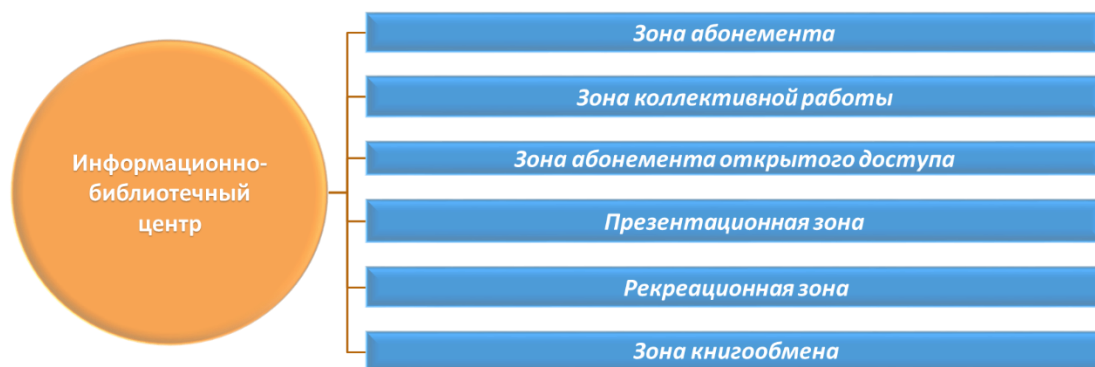 Информационно-
библиотечный
центр
Зона абонемента
Зона коллективной работы
Зона абонемента открытого доступа
Презентационная зона
Рекреационная зона
Зона книгообмена